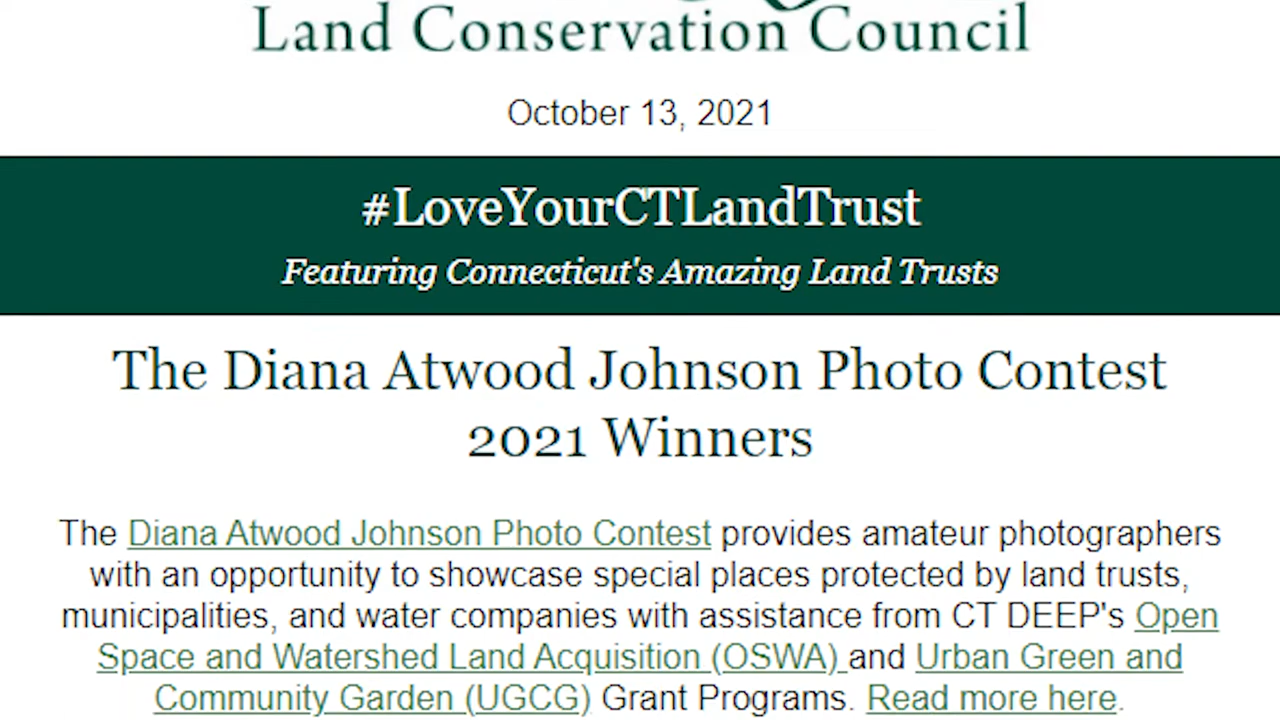 Land Conservation Council
October 13, 2021
#LoveYourCTLandTrust
Featuring Connecticut's Amazing Land Trusts
The Diana Atwood Johnson Photo Contest
2021 Winners
The Diana Atwood Johnson Photo Contest provides amateur photographers
with an opportunity to showcase special places protected by land trusts,
municipalities, and water companies with assistance from CT DEEP's Open
Space and Watershed Land Acquisition (OSWA) and Urban Green and
Community Garden (UGCG) Grant Programs. Read more here.